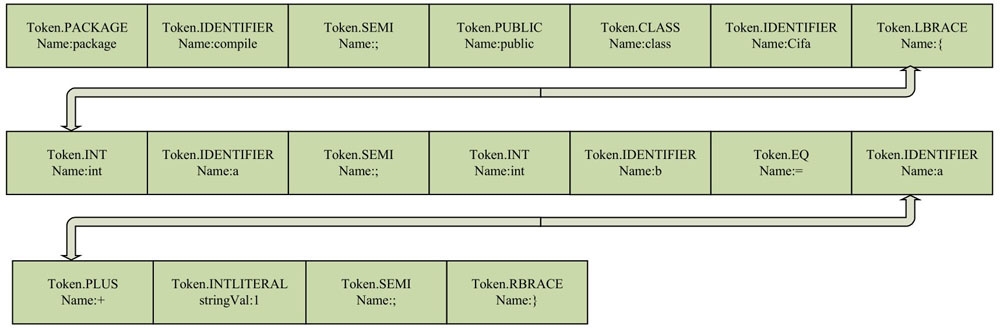 Token.PACKAGE
Name:package
Token.IDENTIFIER
Name:compile
Token.SEMI
Name:;
Token.PUBLIC
Name:public
Token.CLASS
Name:class
Token.IDENTIFIER
Name:Cifa
Token.LBRACE
Name:{
Token.INT
Name:int
Token.IDENTIFIER
Name:a
Token.SEMI
Name:;
Token.INT
Name:int
Token.IDENTIFIER
Name:b
Token.EQ
Name:=
Token.IDENTIFIER
Name:a
Token.PLUS
Name:+
Token.INTLITERAL
stringVal:1
Token.SEMI
Name:;
Token.RBRACE
Name:}